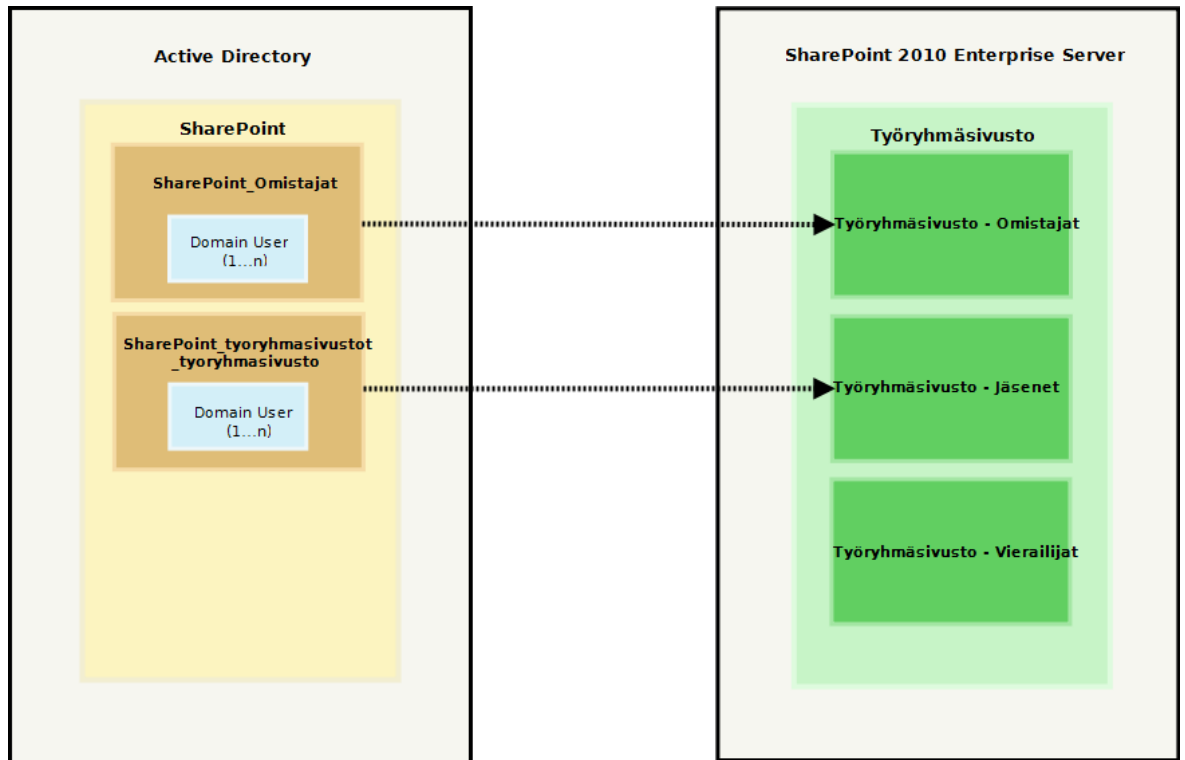 Active Directory
SharePoint
SharePoint_Omistajat
Domain User
(1...n)
SharePoint_tyoryhmasivustot
_tyoryhmasivusto
Domain User
(1...n)
SharePoint 2010 Enterprise Server
Työryhmäsivusto
Työryhmäsivusto - Omistajat
Työryhmäsivusto - Jäsenet
Työryhmäsivusto - Vierailijat